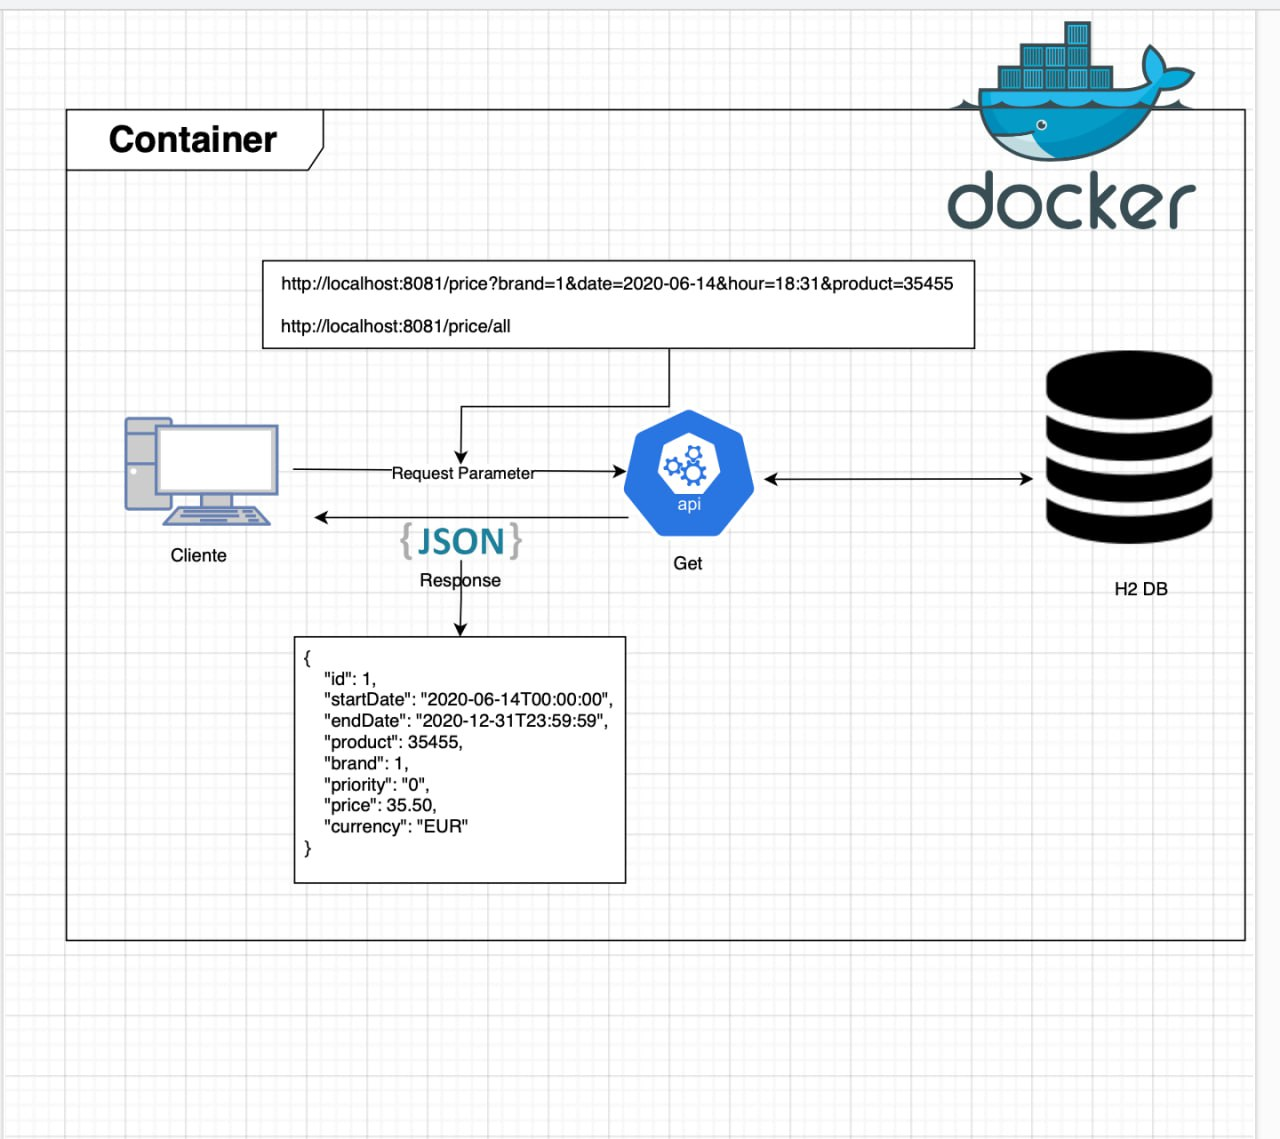 docker
Container
http://localhost:8081/price?brand=1&date=2020-06-14&hour=18:31&product=35455
http://localhost:8081/price/all
Request Parameter
api
Get
Cliente
{JSON}
Response
H2 DB
{
"id": 1,
"startDate": "2020-06-14T00:00:00",
"endDate": "2020-12-31T23:59:59",
"product": 35455,
"brand": 1,
"priority": "0",
"price": 35.50,
"currency": "EUR"
}